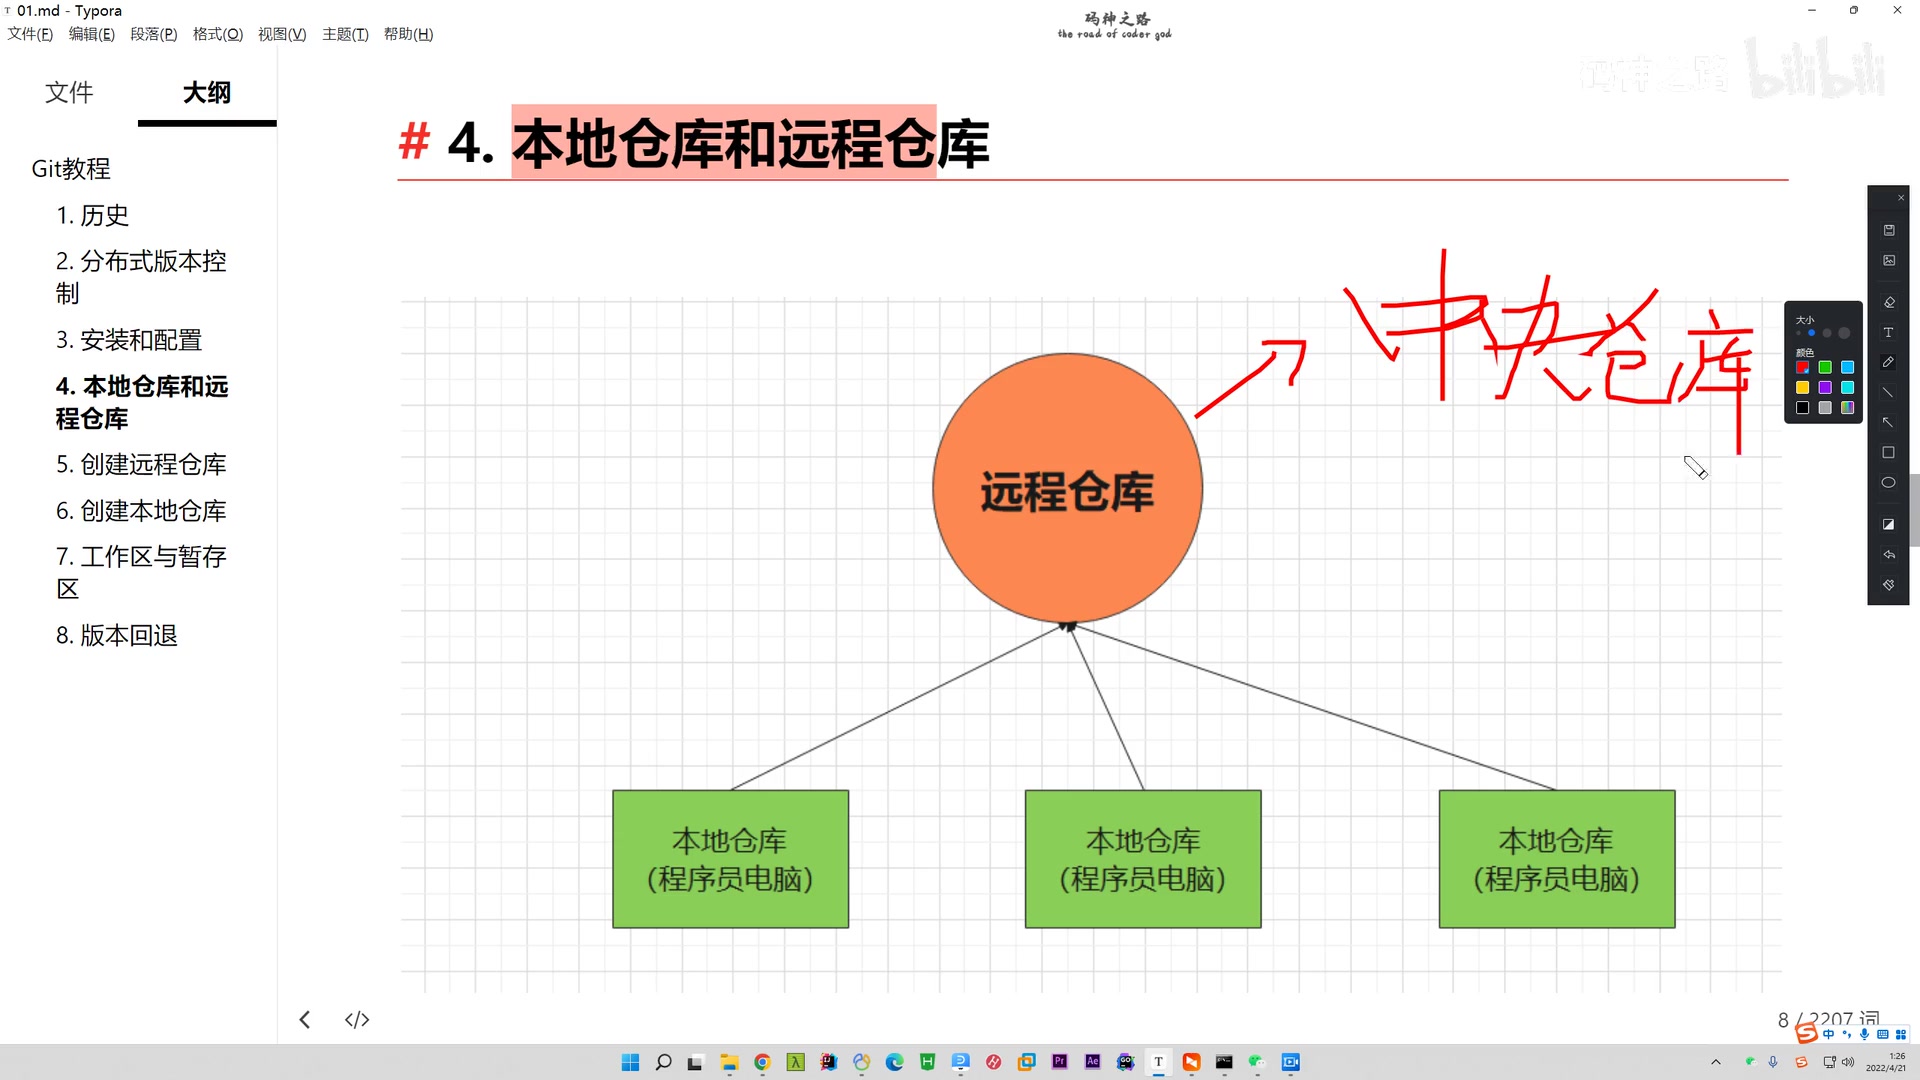 01.md - Typora
文件(F) 编辑(E) 段落(P) 格式(O) 视图(V) 主题(T) 帮助(H)
码神之路
the road of coder god
码神之路 bilibili
文件 大纲
Git教程
1. 历史
2. 分布式版本控
制
3. 安装和配置
4. 本地仓库和远
程仓库
5. 创建远程仓库
6. 创建本地仓库
7. 工作区与暂存
区
8. 版本回退
# 4. 本地仓库和远程仓库
中央仓库
远程仓库
本地仓库
(程序员电脑)
本地仓库
(程序员电脑)
本地仓库
(程序员电脑)
大小
颜色
8 / 2207 词
中
1:26
2022/4/21